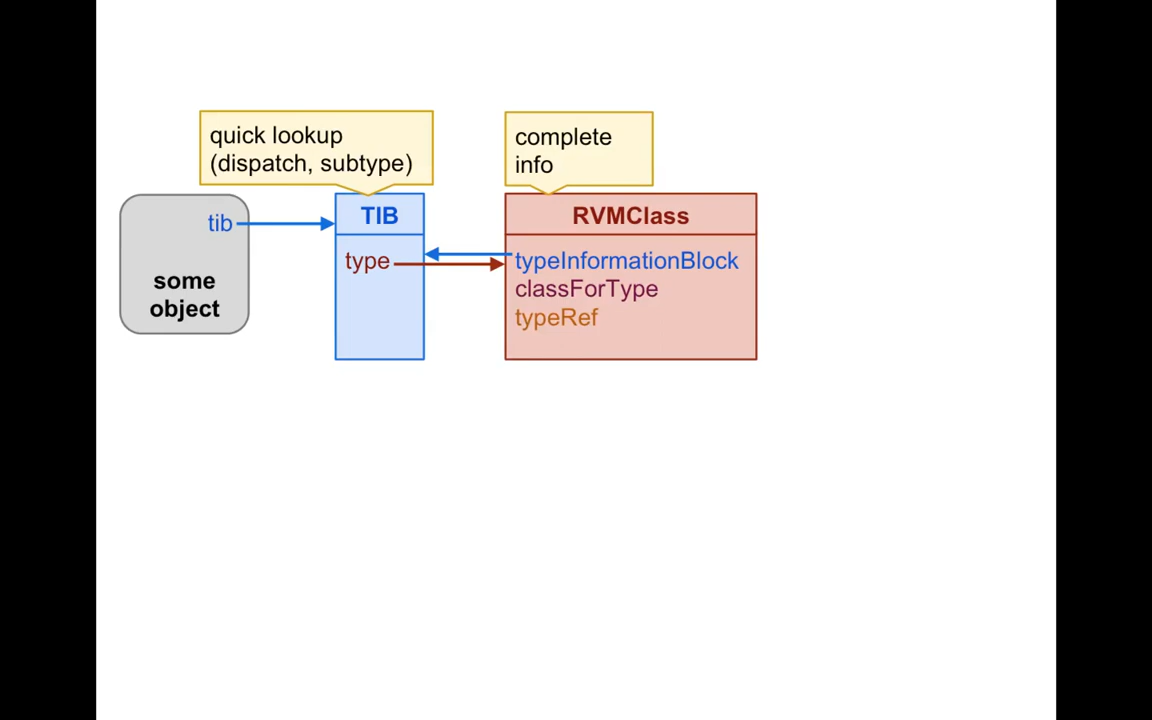 quick lookup
(dispatch, subtype)
complete
info
tib
some
object
TIB
type
RVMClass
typeInformationBlock
classForType
typeRef